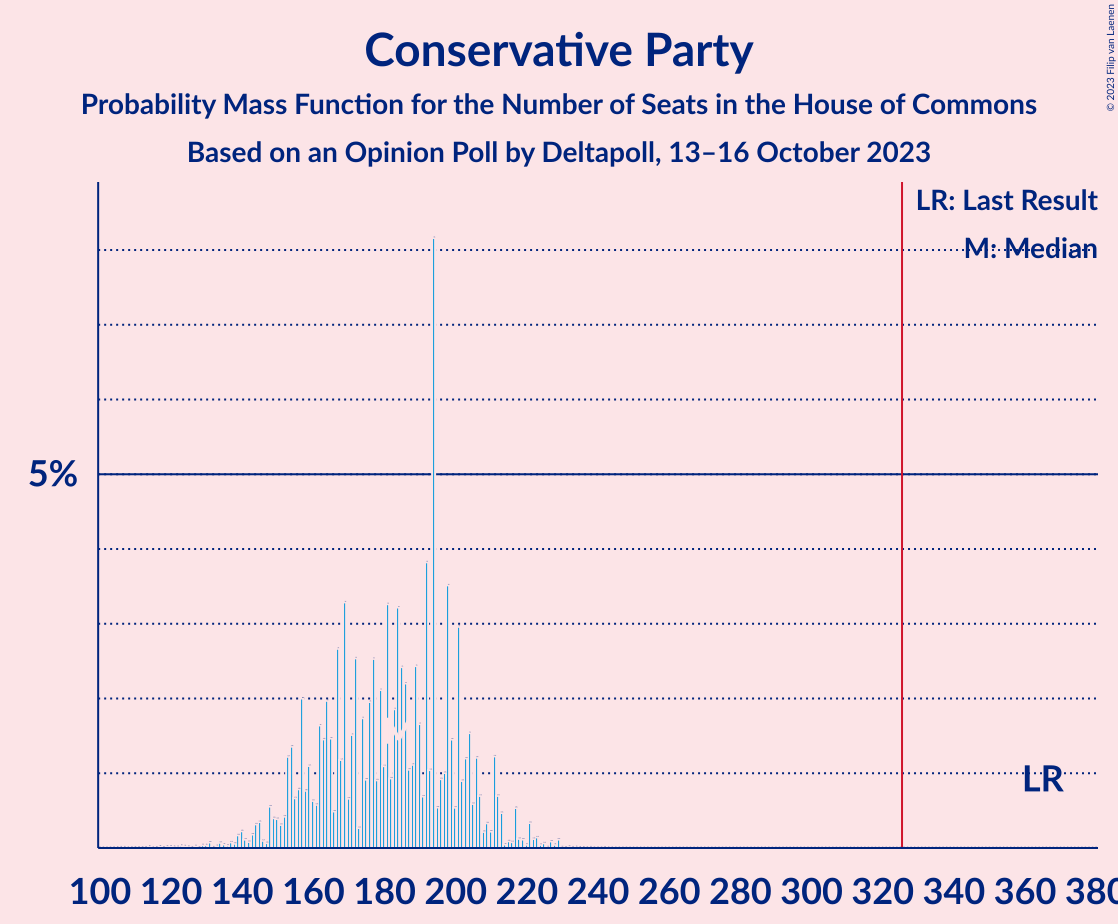 Conservative Party
Probability Mass Function for the Number of Seats in the House of Commons
Based on an Opinion Poll by Deltapoll, 13–16 October 2023
© 2023 Filip van Laenen
LR: Last Result
M: Median
5%
LR
100 120 140 160 180 200 220 240 260 280 300 320 340 360 380